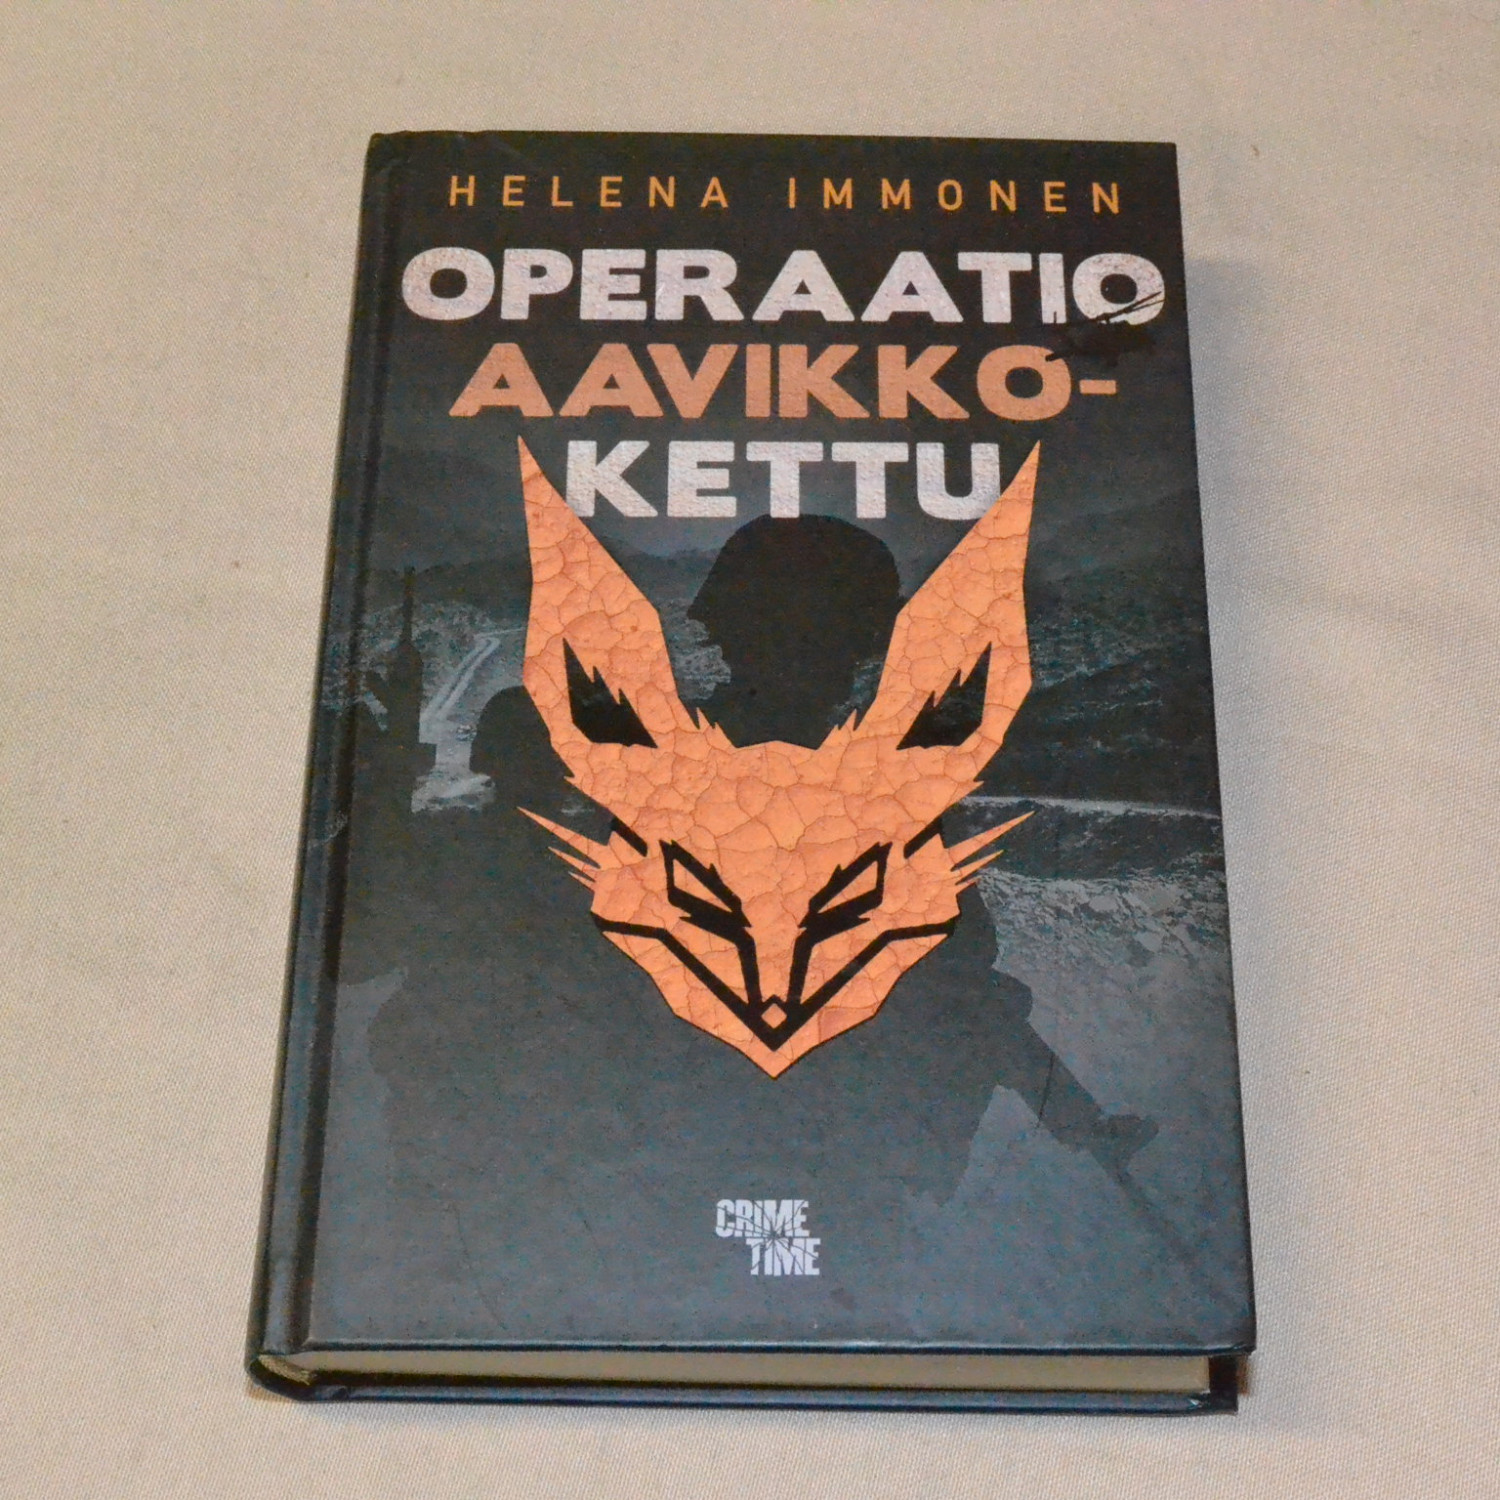 HELENA IMMONEN
OPERAATIO
AAVIKKO-
KETTU
CRIME
TIME